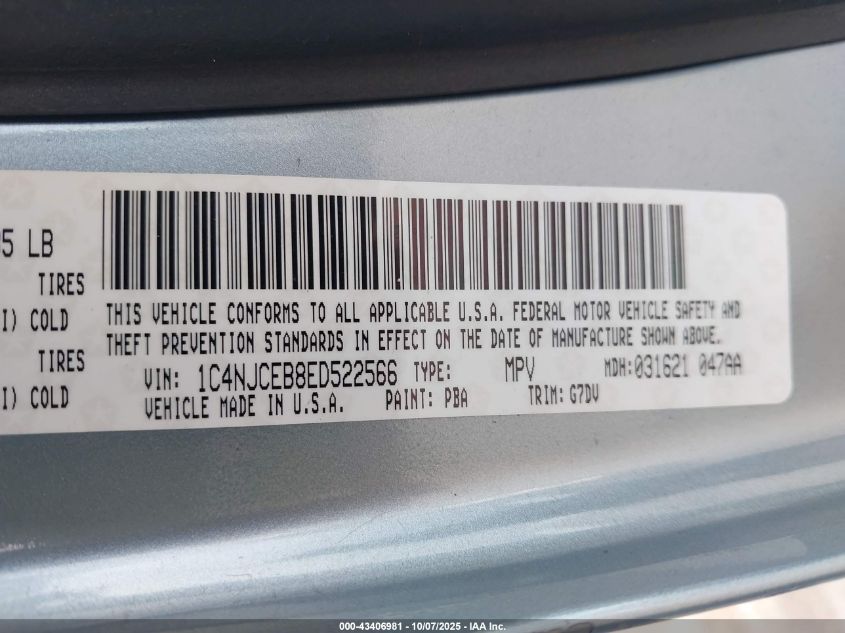 5 LB
TIRES
I) COLD
TIRES
I) COLD
THIS VEHICLE CONFORMS TO ALL APPLICABLE U.S.A. FEDERAL MOTOR VEHICLE SAFETY AND
THEFT PREVENTION STANDARDS IN EFFECT ON THE DATE OF MANUFACTURE SHOWN ABOVE.
VIN: 1C4NJCEB8ED522566 TYPE: MPV MDH:031621 047AA
VEHICLE MADE IN U.S.A. PAINT: PBA TRIM: G7DV
000-43406981 - 10/07/2025 - IAA Inc.